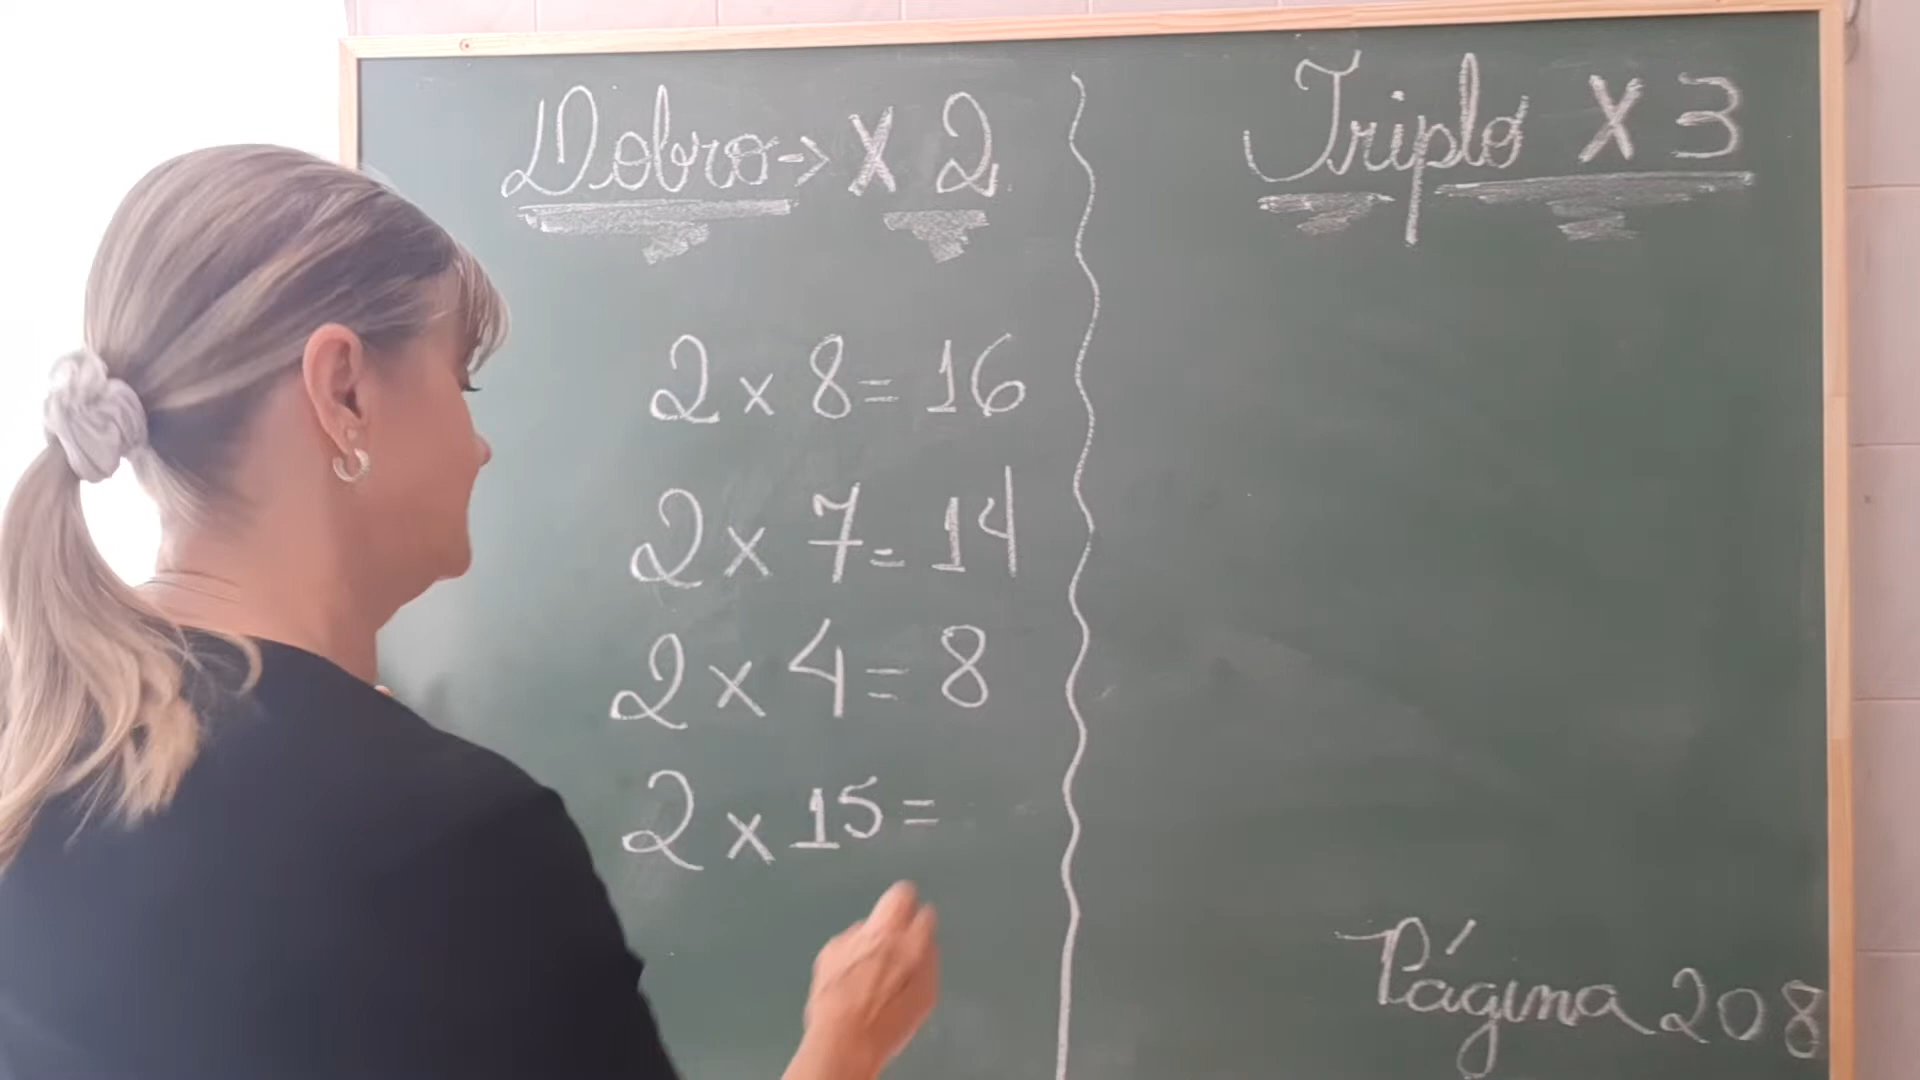 Dobro -> X 2
2 x 8 = 16
2 x 7 = 14
2 x 4 = 8
2 x 15 =
Triplo X 3
Página 208